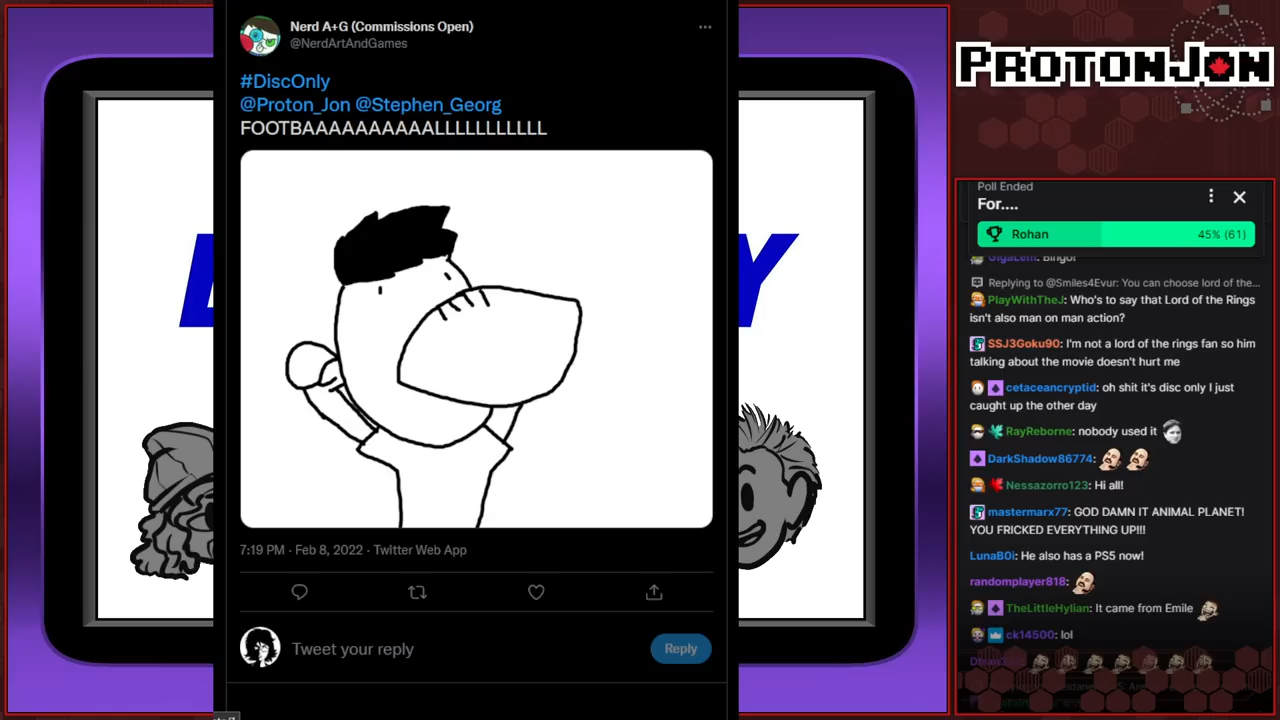 Nerd A+G (Commissions Open)
@NerdArtAndGames
#DiscOnly
@Proton_Jon @Stephen_Georg
FOOTBAAAAAAAAAALLLLLLLLLLL
7:19 PM · Feb 8, 2022 · Twitter Web App
Tweet your reply
Reply
Y
PROTONJON
Poll Ended
For....
Rohan
45% (61)
GigaLem: Bingo!
Replying to @Smiles4Evur: You can choose lord of the...
PlayWithTheJ: Who's to say that Lord of the Rings
isn't also man on man action?
SSJ3Goku90: I'm not a lord of the rings fan so him
talking about the movie doesn't hurt me
cetaceancryptid: oh shit it's disc only I just
caught up the other day
RayReborne: nobody used it
DarkShadow86774:
Nessazorro123: Hi all!
mastermarx77: GOD DAMN IT ANIMAL PLANET!
YOU FRICKED EVERYTHING UP!!!
LunaB0i: He also has a PS5 now!
randomplayer818:
TheLittleHylian: It came from Emile
ck14500: lol